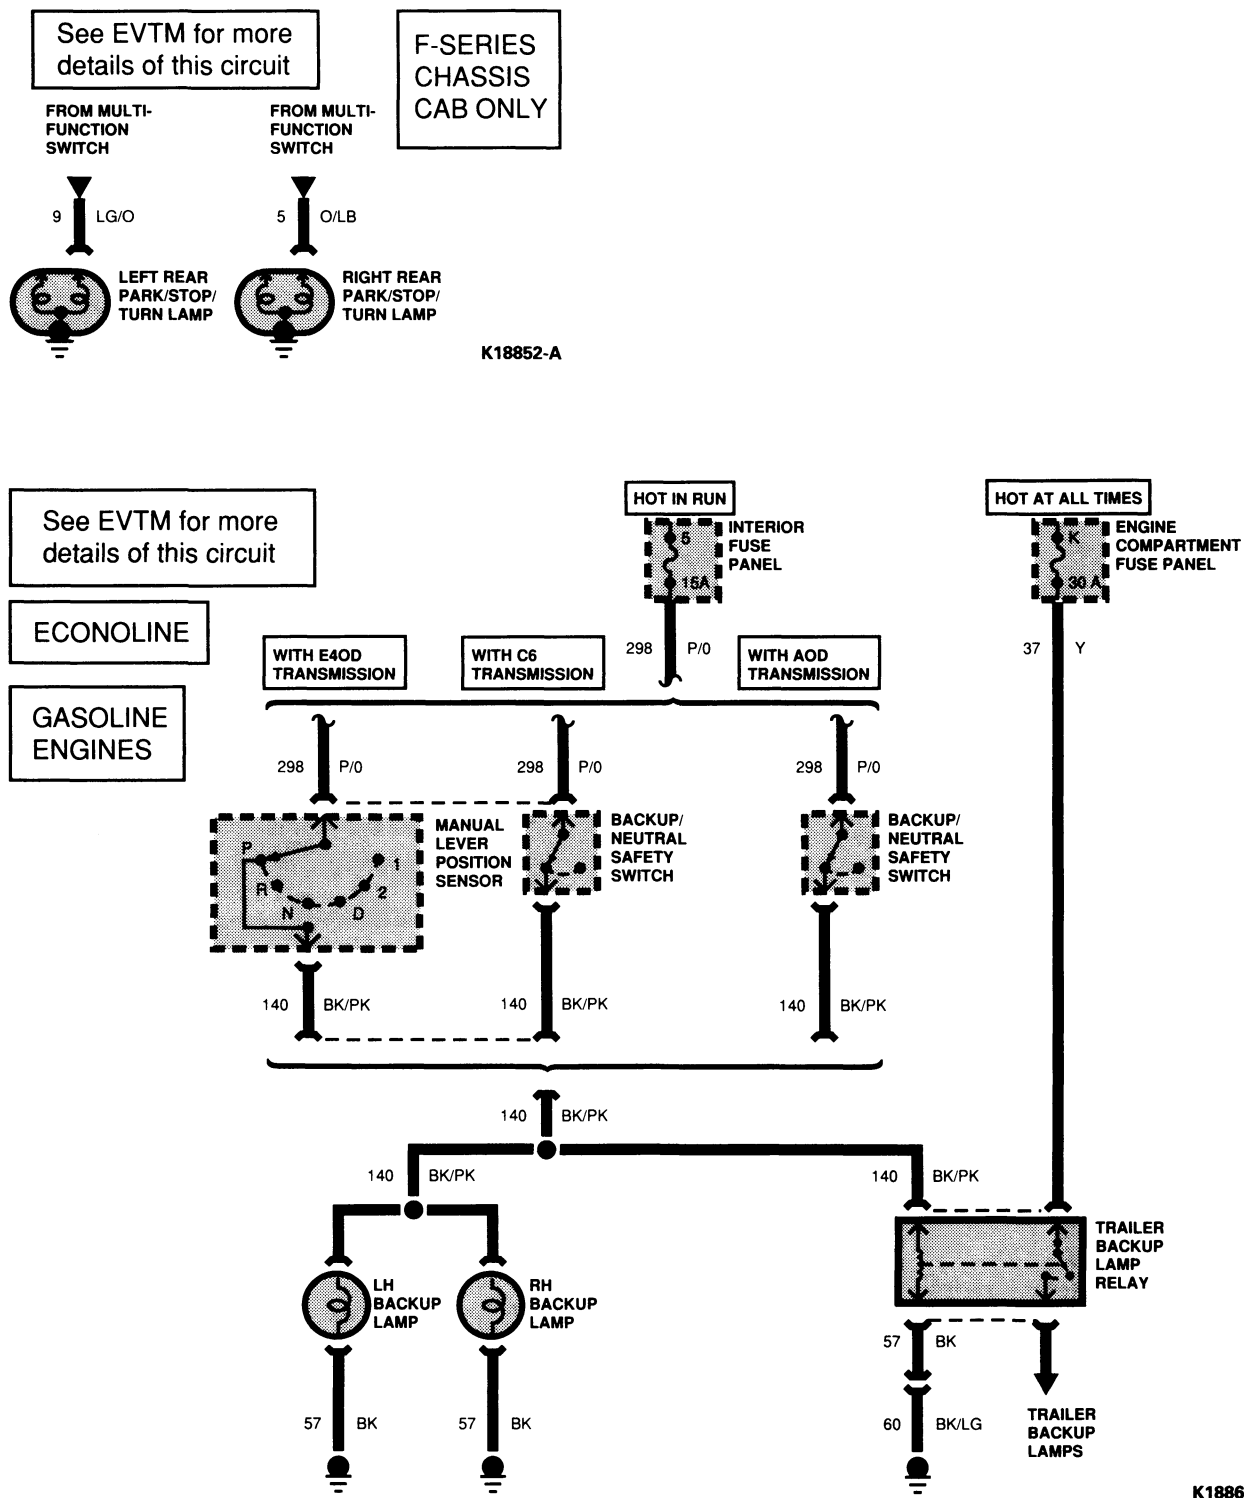 See EVTM for more
details of this circuit
F-SERIES
CHASSIS
CAB ONLY
FROM MULTI-
FUNCTION
SWITCH
FROM MULTI-
FUNCTION
SWITCH
9 LG/O
5 O/LB
LEFT REAR
PARK/STOP/
TURN LAMP
RIGHT REAR
PARK/STOP/
TURN LAMP
K18852-A
See EVTM for more
details of this circuit
ECONOLINE
GASOLINE
ENGINES
HOT IN RUN
5
15A
INTERIOR
FUSE
PANEL
HOT AT ALL TIMES
K
30 A
ENGINE
COMPARTMENT
FUSE PANEL
298 P/0
37 Y
WITH E4OD
TRANSMISSION
WITH C6
TRANSMISSION
WITH AOD
TRANSMISSION
298 P/0
298 P/0
298 P/0
P
R
N
D
2
1
MANUAL
LEVER
POSITION
SENSOR
BACKUP/
NEUTRAL
SAFETY
SWITCH
BACKUP/
NEUTRAL
SAFETY
SWITCH
140 BK/PK
140 BK/PK
140 BK/PK
140 BK/PK
140 BK/PK
140 BK/PK
LH
BACKUP
LAMP
RH
BACKUP
LAMP
TRAILER
BACKUP
LAMP
RELAY
57 BK
57 BK
57 BK
60 BK/LG
TRAILER
BACKUP
LAMPS
K1886